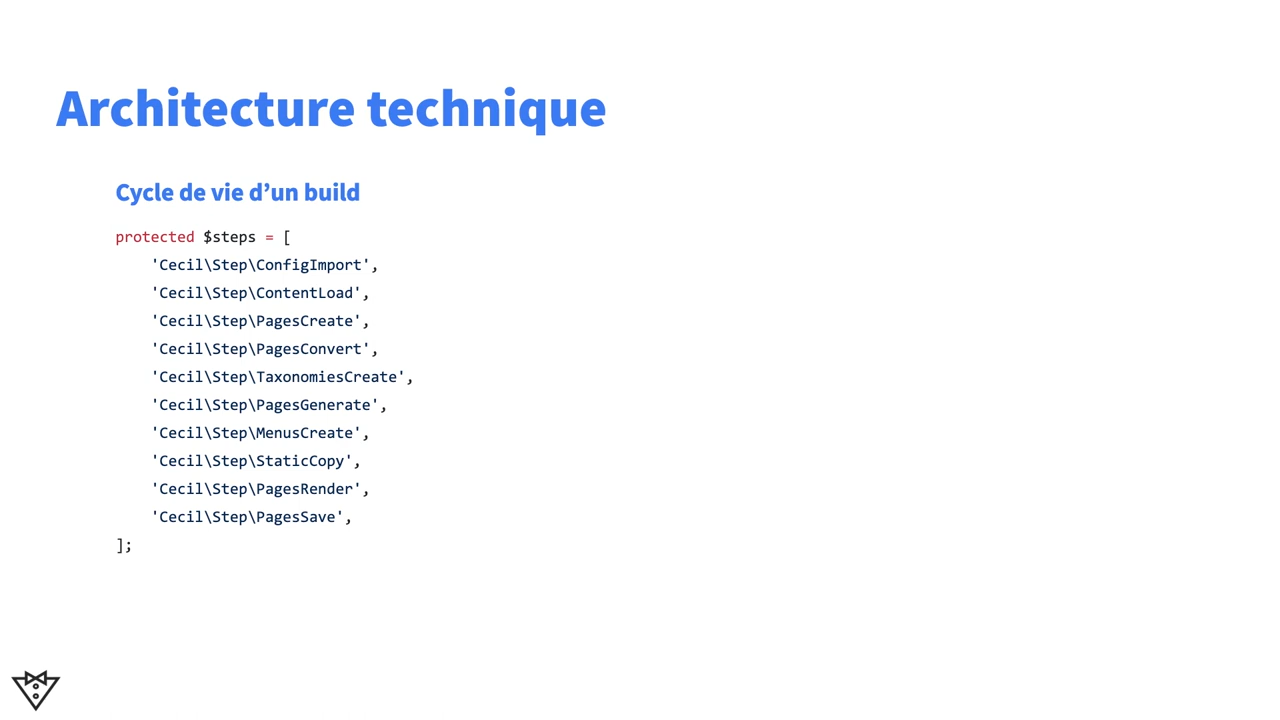 Architecture technique
Cycle de vie d’un build
protected $steps = [
    'Cecil\Step\ConfigImport',
    'Cecil\Step\ContentLoad',
    'Cecil\Step\PagesCreate',
    'Cecil\Step\PagesConvert',
    'Cecil\Step\TaxonomiesCreate',
    'Cecil\Step\PagesGenerate',
    'Cecil\Step\MenusCreate',
    'Cecil\Step\StaticCopy',
    'Cecil\Step\PagesRender',
    'Cecil\Step\PagesSave',
];